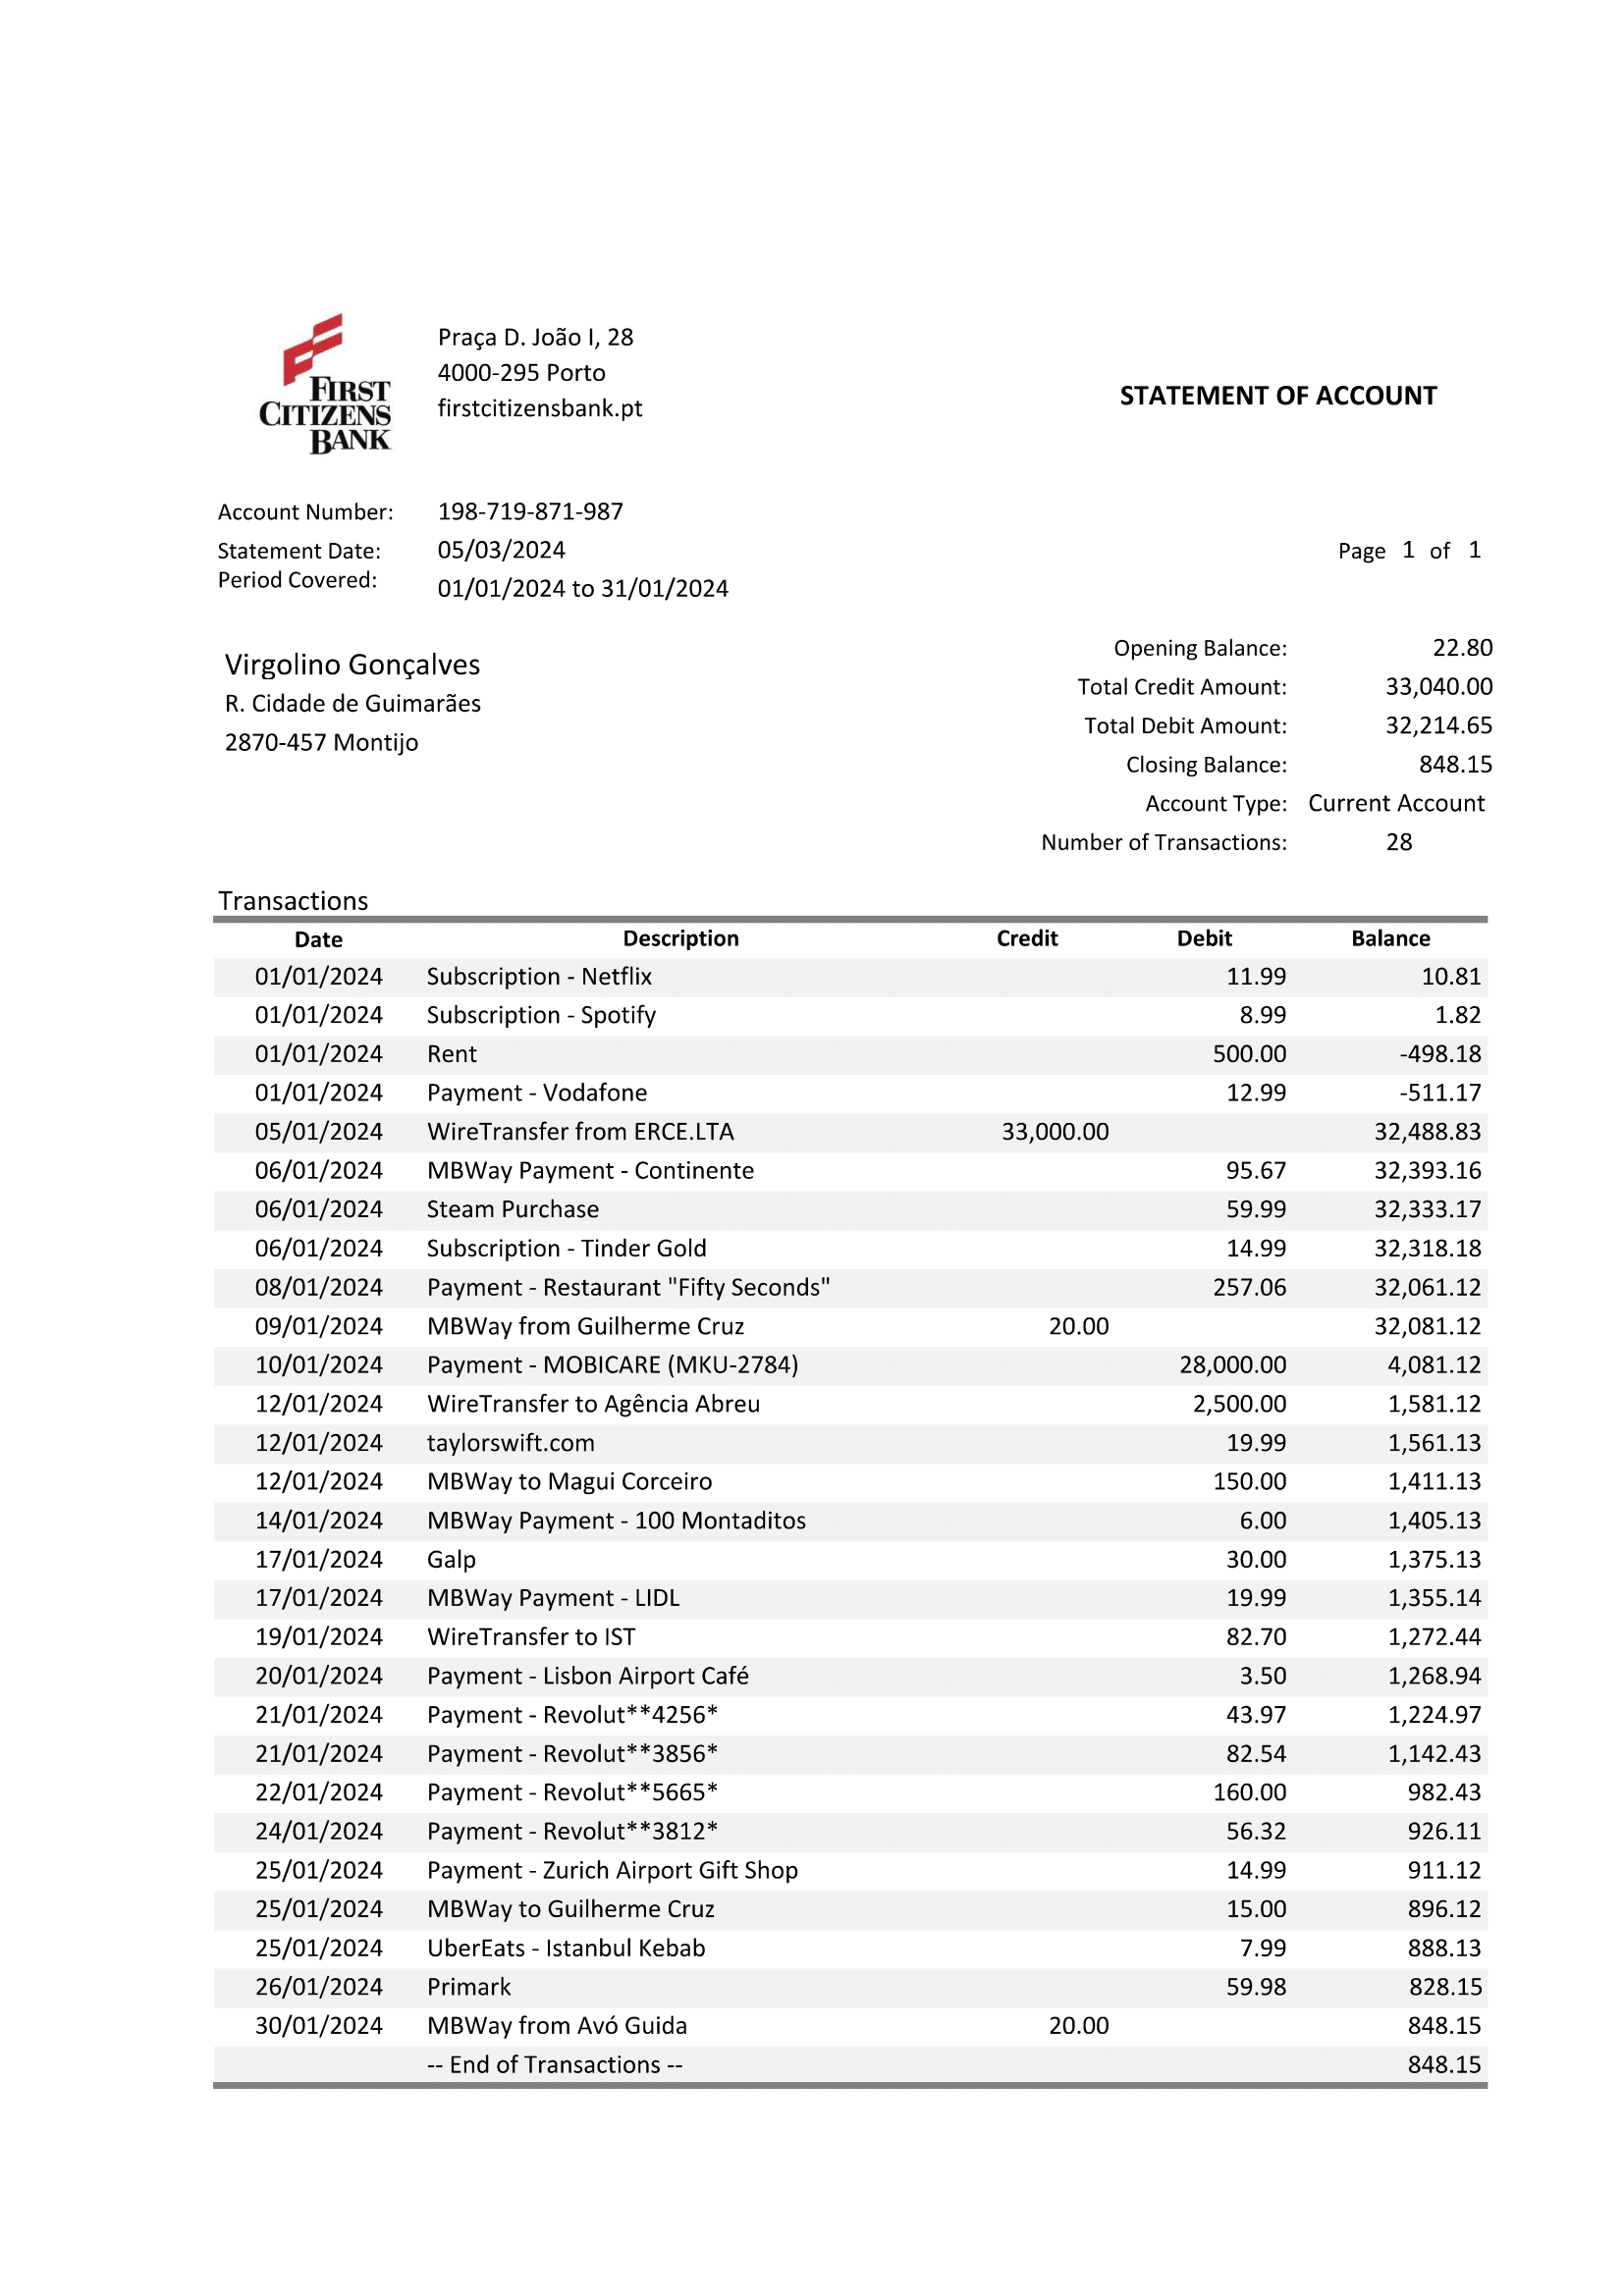 FIRST
CITIZENS
BANK
Praça D. João I, 28
4000-295 Porto
firstcitizensbank.pt
STATEMENT OF ACCOUNT
Account Number: 198-719-871-987
Statement Date: 05/03/2024
Page 1 of 1
Period Covered: 01/01/2024 to 31/01/2024
Virgolino Gonçalves
R. Cidade de Guimarães
2870-457 Montijo
Opening Balance: 22.80
Total Credit Amount: 33,040.00
Total Debit Amount: 32,214.65
Closing Balance: 848.15
Account Type: Current Account
Number of Transactions: 28
Transactions
Date Description Credit Debit Balance
01/01/2024 Subscription - Netflix 11.99 10.81
01/01/2024 Subscription - Spotify 8.99 1.82
01/01/2024 Rent 500.00 -498.18
01/01/2024 Payment - Vodafone 12.99 -511.17
05/01/2024 WireTransfer from ERCE.LTA 33,000.00 32,488.83
06/01/2024 MBWay Payment - Continente 95.67 32,393.16
06/01/2024 Steam Purchase 59.99 32,333.17
06/01/2024 Subscription - Tinder Gold 14.99 32,318.18
08/01/2024 Payment - Restaurant "Fifty Seconds" 257.06 32,061.12
09/01/2024 MBWay from Guilherme Cruz 20.00 32,081.12
10/01/2024 Payment - MOBICARE (MKU-2784) 28,000.00 4,081.12
12/01/2024 WireTransfer to Agência Abreu 2,500.00 1,581.12
12/01/2024 taylorswift.com 19.99 1,561.13
12/01/2024 MBWay to Magui Corceiro 150.00 1,411.13
14/01/2024 MBWay Payment - 100 Montaditos 6.00 1,405.13
17/01/2024 Galp 30.00 1,375.13
17/01/2024 MBWay Payment - LIDL 19.99 1,355.14
19/01/2024 WireTransfer to IST 82.70 1,272.44
20/01/2024 Payment - Lisbon Airport Café 3.50 1,268.94
21/01/2024 Payment - Revolut**4256* 43.97 1,224.97
21/01/2024 Payment - Revolut**3856* 82.54 1,142.43
22/01/2024 Payment - Revolut**5665* 160.00 982.43
24/01/2024 Payment - Revolut**3812* 56.32 926.11
25/01/2024 Payment - Zurich Airport Gift Shop 14.99 911.12
25/01/2024 MBWay to Guilherme Cruz 15.00 896.12
25/01/2024 UberEats - Istanbul Kebab 7.99 888.13
26/01/2024 Primark 59.98 828.15
30/01/2024 MBWay from Avó Guida 20.00 848.15
-- End of Transactions -- 848.15